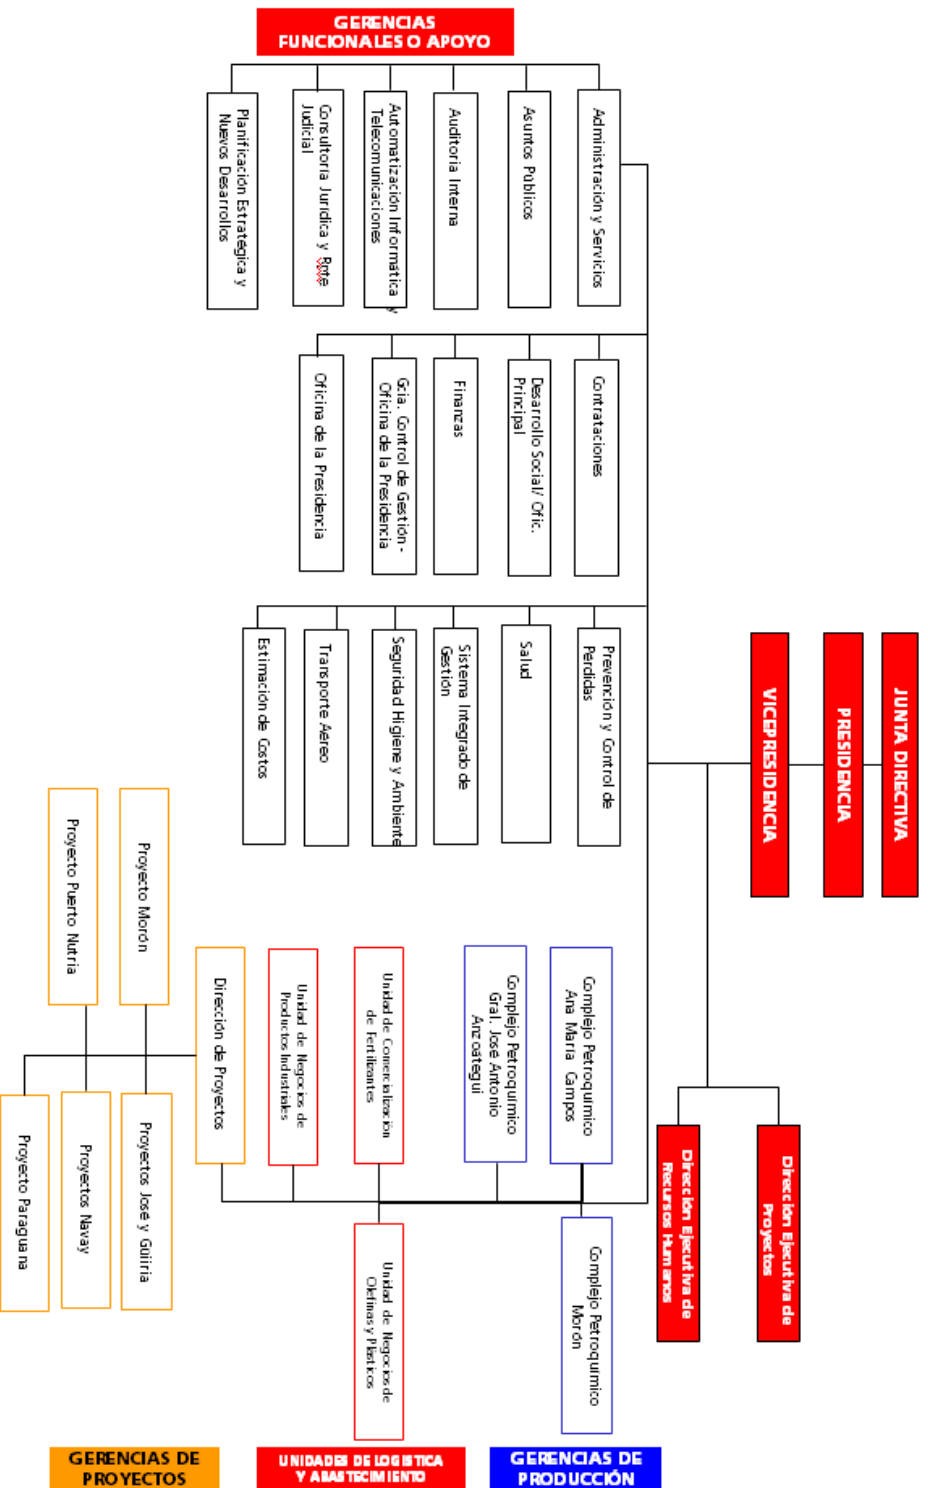 GERENCIAS
FUNCIONALES O APOYO
JUNTA DIRECTIVA
PRESIDENCIA
VICEPRESIDENCIA
Dirección Ejecutiva de
Proyectos
Dirección Ejecutiva de
Recursos Humanos
Administración y Servicios
Asuntos Públicos
Auditoria Interna
Automatización Informática y
Telecomunicaciones
Consultoría Jurídica y Rpte
Judicial
Planificación Estratégica y
Nuevos Desarrollos
Contrataciones
Desarrollo Social/ Ofic.
Principal
Finanzas
Gcia. Control de Gestión -
Oficina de la Presidencia
Oficina de la Presidencia
Prevención y Control de
Perdidas
Salud
Sistema Integrado de
Gestión
Seguridad Higiene y Ambiente
Transporte Aéreo
Estimación de Costos
Complejo Petroquímico
Ana María Campos
Complejo Petroquímico
Gral. José Antonio
Anzoátegui
Unidad de Comercialización
de Fertilizantes
Unidad de Negocios de
Productos Industriales
Dirección de Proyectos
Proyecto Morón
Proyecto Puerto Nutria
Complejo Petroquímico
Morón
Unidad de Negocios de
Olefinas y Plásticos
Proyectos José y Güiria
Proyectos Navay
Proyecto Paraguana
GERENCIAS DE
PROYECTOS
UNIDADES DE LOGISTICA
Y ABASTECIMIENTO
GERENCIAS DE
PRODUCCIÓN